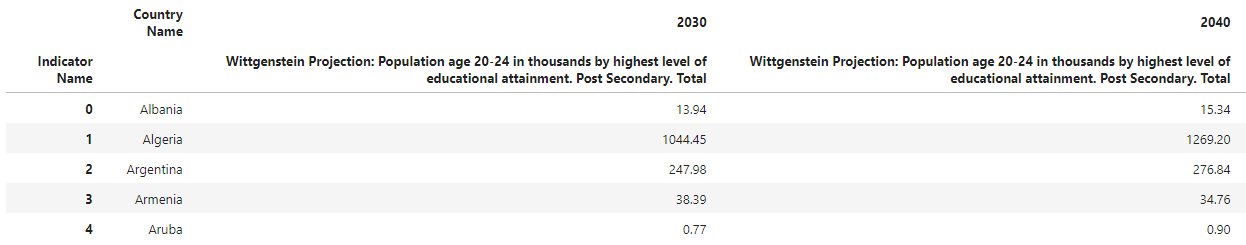 Country Name 2030 2040
Indicator Name Wittgenstein Projection: Population age 20-24 in thousands by highest level of educational attainment. Post Secondary. Total Wittgenstein Projection: Population age 20-24 in thousands by highest level of educational attainment. Post Secondary. Total
0 Albania 13.94 15.34
1 Algeria 1044.45 1269.20
2 Argentina 247.98 276.84
3 Armenia 38.39 34.76
4 Aruba 0.77 0.90